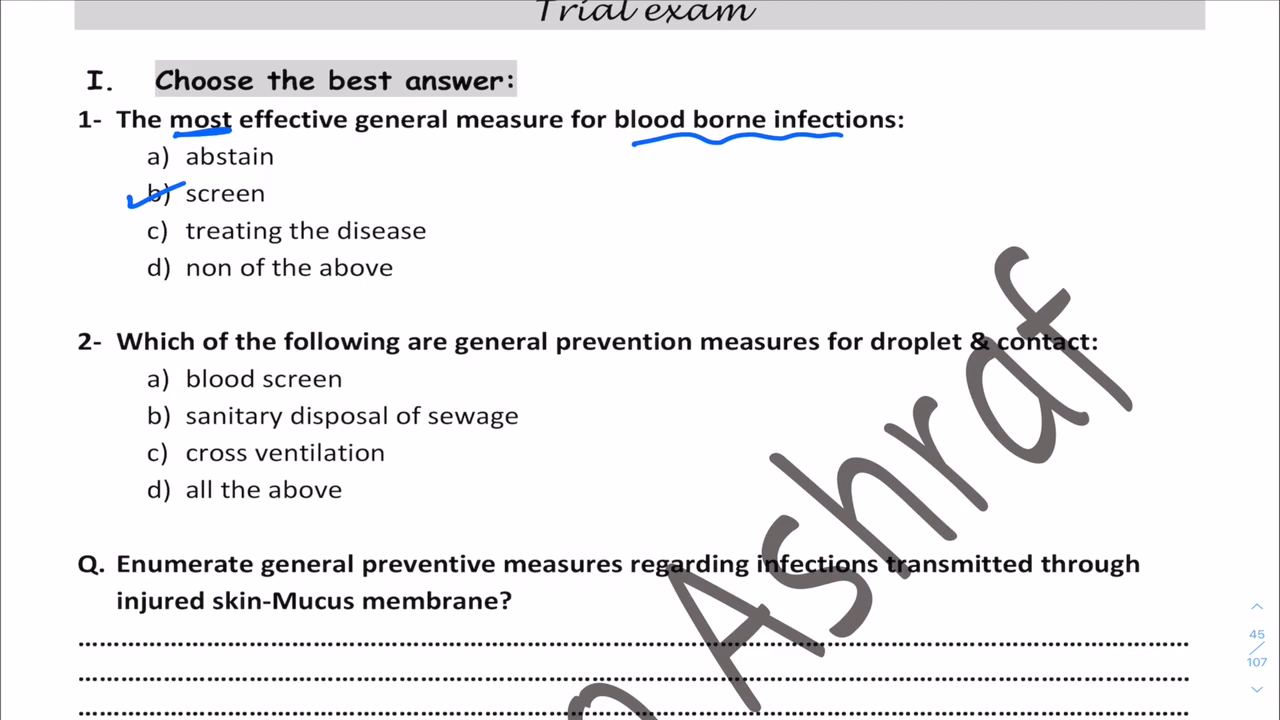 Trial exam
I. Choose the best answer:
1- The most effective general measure for blood borne infections:
a) abstain
b) screen
c) treating the disease
d) non of the above
2- Which of the following are general prevention measures for droplet & contact:
a) blood screen
b) sanitary disposal of sewage
c) cross ventilation
d) all the above
Q. Enumerate general preventive measures regarding infections transmitted through
injured skin-Mucus membrane?
Ashraf
45
107